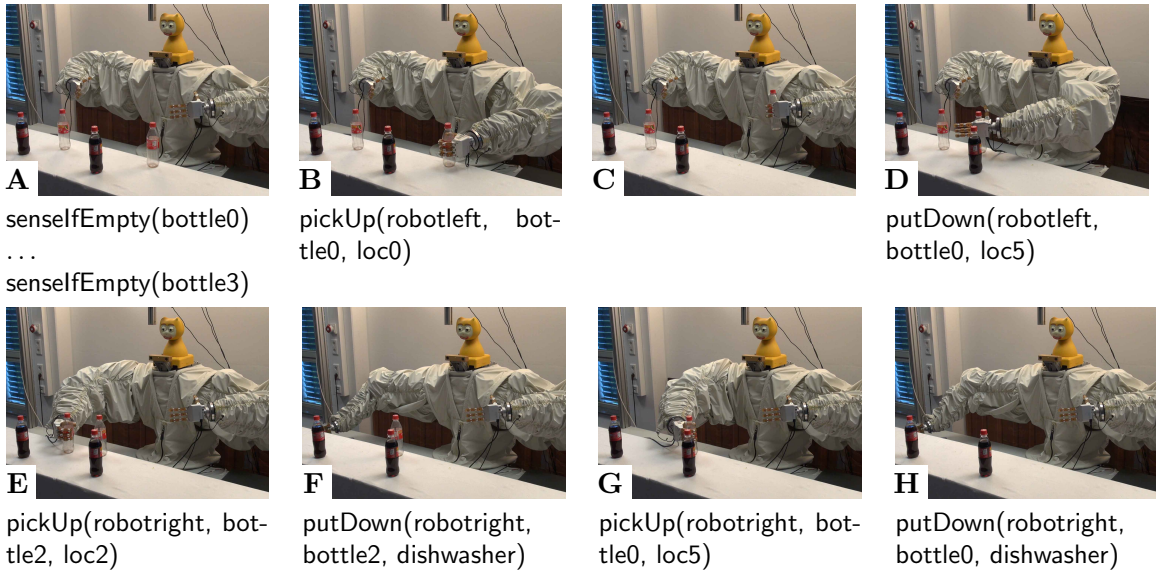 A
B
C
D
senseIfEmpty(bottle0)
. . .
senseIfEmpty(bottle3)
pickUp(robotleft, bot-
tle0, loc0)
putDown(robotleft,
bottle0, loc5)
E
F
G
H
pickUp(robotright, bot-
tle2, loc2)
putDown(robotright,
bottle2, dishwasher)
pickUp(robotright, bot-
tle0, loc5)
putDown(robotright,
bottle0, dishwasher)